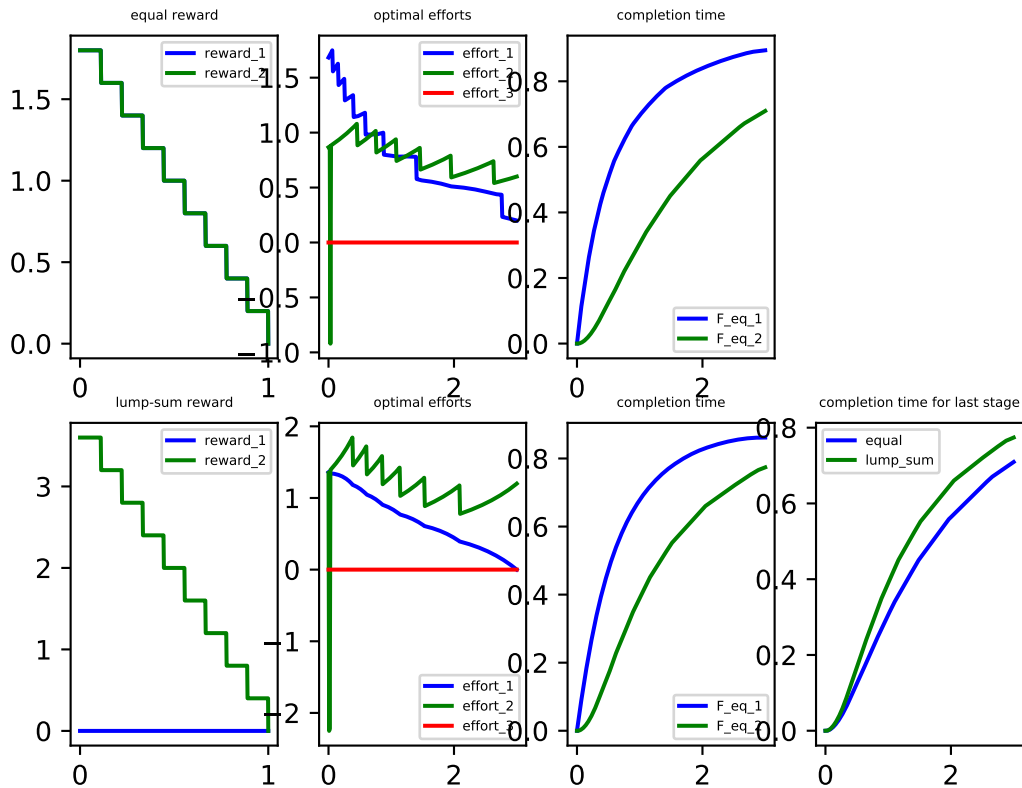 equal reward
optimal efforts
completion time
reward_1
reward_2
effort_1
effort_2
effort_3
F_eq_1
F_eq_2
1.5
1.0
0.5
0.0
0
1
1.5
1.0
0.5
0.0
0.5
1.0
0
2
0.8
0.6
0.4
0.2
0.0
0
2
lump-sum reward
optimal efforts
completion time
completion time for last stage
reward_1
reward_2
effort_1
effort_2
effort_3
F_eq_1
F_eq_2
equal
lump_sum
3
2
1
0
0
1
2
1
0
1
2
0
2
0.8
0.6
0.4
0.2
0.0
0
2
0.8
0.6
0.4
0.2
0.0
0
2